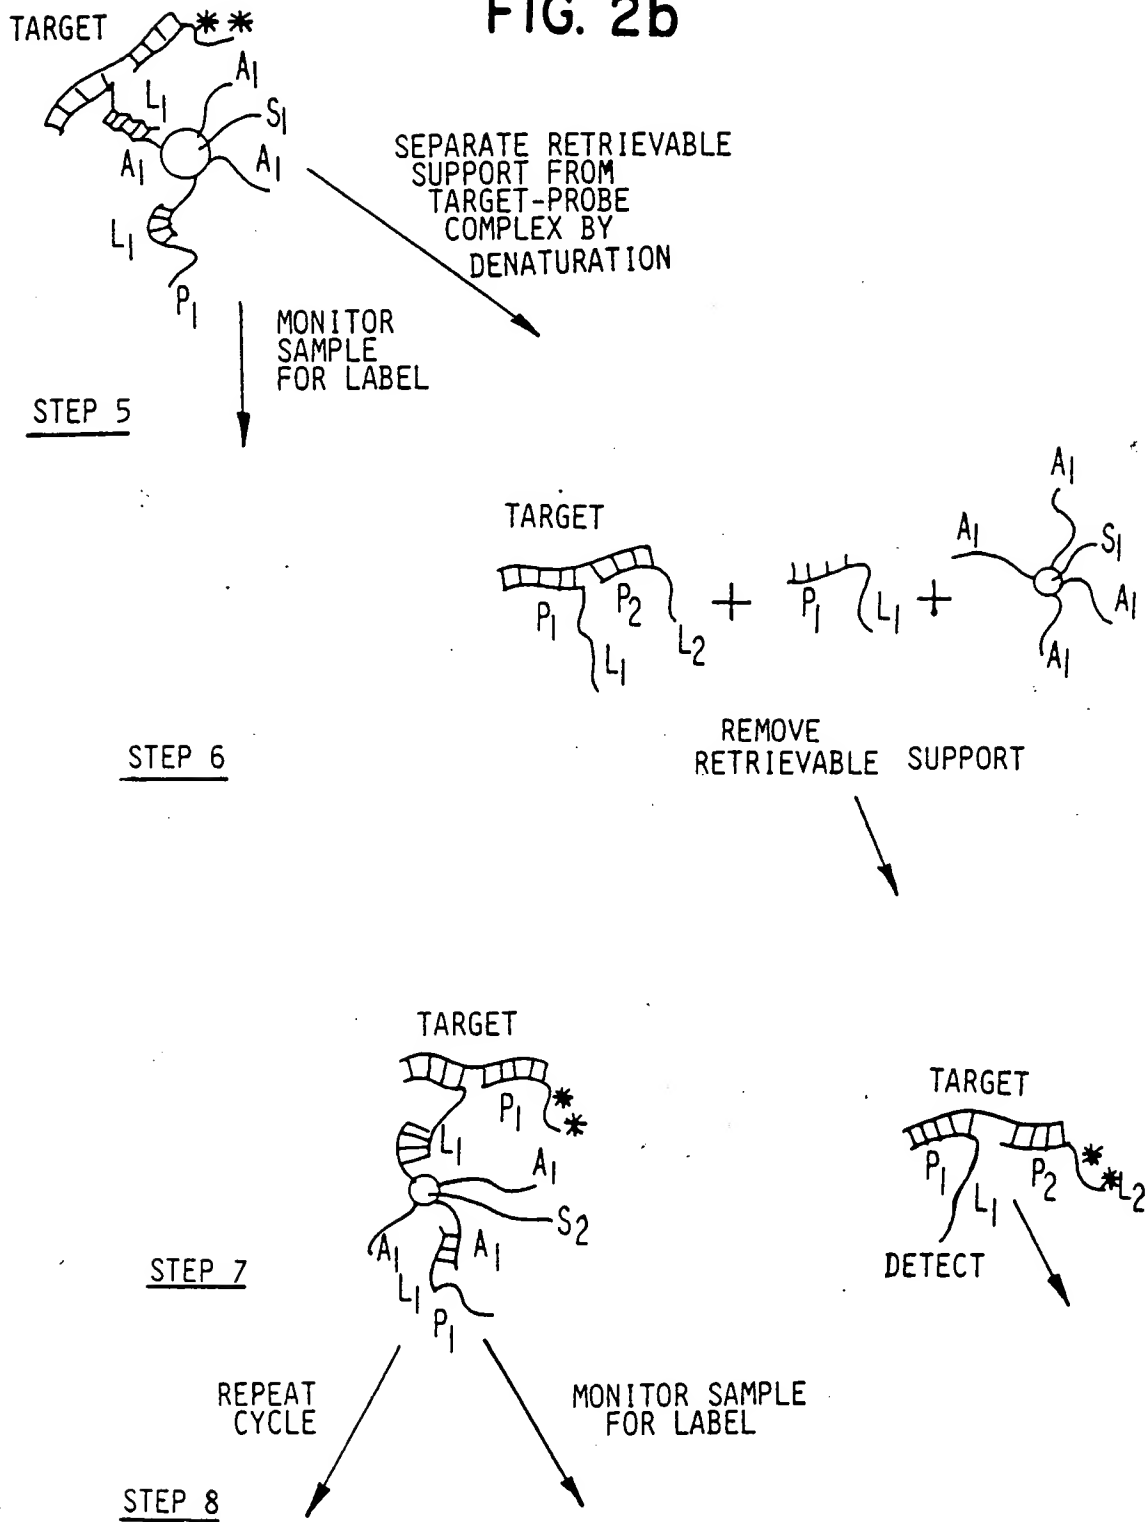 FIG. 2b
TARGET
**
A1
L1
S1
A1
A1
L1
P1
SEPARATE RETRIEVABLE
SUPPORT FROM
TARGET-PROBE
COMPLEX BY
DENATURATION
MONITOR
SAMPLE
FOR LABEL
STEP 5
TARGET
P1
P2
L1
L2
+
P1
L1
+
A1
A1
S1
A1
A1
STEP 6
REMOVE
RETRIEVABLE SUPPORT
TARGET
P1
*
*
L1
A1
S2
A1
A1
L1
P1
STEP 7
TARGET
P1
P2
*
*L2
L1
DETECT
REPEAT
CYCLE
MONITOR SAMPLE
FOR LABEL
STEP 8